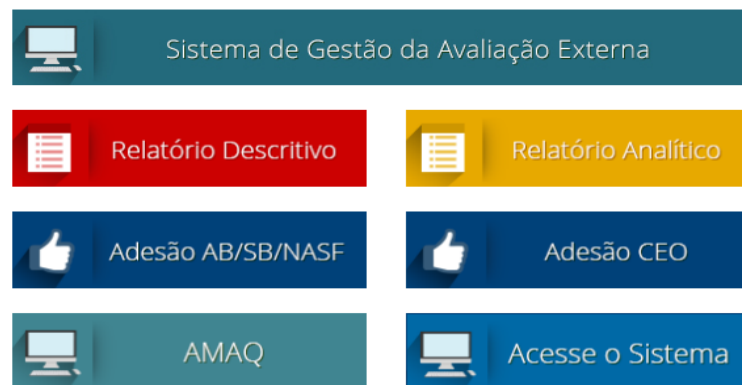 Sistema de Gestão da Avaliação Externa
Relatório Descritivo
Relatório Analítico
Adesão AB/SB/NASF
Adesão CEO
AMAQ
Acesse o Sistema